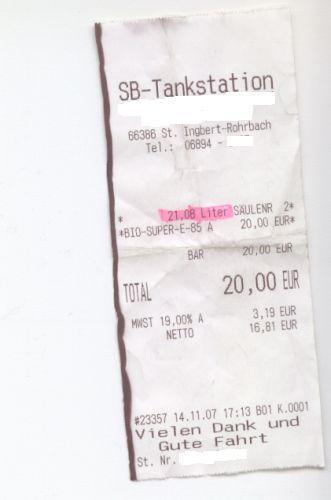 SB-Tankstation
66386 St. Ingbert-Rohrbach
Tel.: 06894 -
* 21,08 Liter SÄULENR 2*
*BIO-SUPER-E-85 A 20,00 EUR*
BAR 20,00 EUR
TOTAL 20,00 EUR
MWST 19,00% A 3,19 EUR
NETTO 16,81 EUR
#23357 14.11.07 17:13 B01 K.0001
Vielen Dank und
Gute Fahrt
St. Nr.